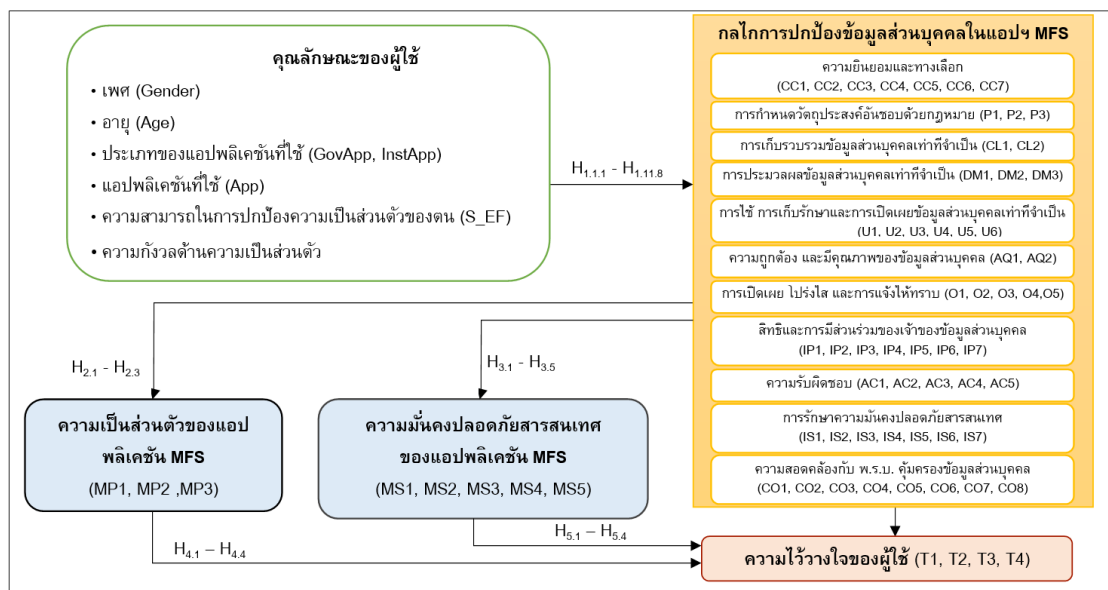 คุณลักษณะของผู้ใช้
• เพศ (Gender)
• อายุ (Age)
• ประเภทของแอปพลิเคชันที่ใช้ (GovApp, InstApp)
• แอปพลิเคชันที่ใช้ (App)
• ความสามารถในการปกป้องความเป็นส่วนตัวของตน (S_EF)
• ความกังวลด้านความเป็นส่วนตัว
H1.1.1 - H1.11.8
กลไกการปกป้องข้อมูลส่วนบุคคลในแอปฯ MFS
ความยินยอมและทางเลือก
(CC1, CC2, CC3, CC4, CC5, CC6, CC7)
การกำหนดวัตถุประสงค์อันชอบด้วยกฎหมาย (P1, P2, P3)
การเก็บรวบรวมข้อมูลส่วนบุคคลเท่าที่จำเป็น (CL1, CL2)
การประมวลผลข้อมูลส่วนบุคคลเท่าที่จำเป็น (DM1, DM2, DM3)
การใช้ การเก็บรักษาและการเปิดเผยข้อมูลส่วนบุคคลเท่าที่จำเป็น
(U1, U2, U3, U4, U5, U6)
ความถูกต้อง และมีคุณภาพของข้อมูลส่วนบุคคล (AQ1, AQ2)
การเปิดเผย โปร่งใส และการแจ้งให้ทราบ (O1, O2, O3, O4,O5)
สิทธิและการมีส่วนร่วมของเจ้าของข้อมูลส่วนบุคคล
(IP1, IP2, IP3, IP4, IP5, IP6, IP7)
ความรับผิดชอบ (AC1, AC2, AC3, AC4, AC5)
การรักษาความมั่นคงปลอดภัยสารสนเทศ
(IS1, IS2, IS3, IS4, IS5, IS6, IS7)
ความสอดคล้องกับ พ.ร.บ. คุ้มครองข้อมูลส่วนบุคคล
(CO1, CO2, CO3, CO4, CO5, CO6, CO7, CO8)
H2.1 - H2.3
H3.1 - H3.5
ความเป็นส่วนตัวของแอป
พลิเคชัน MFS
(MP1, MP2 ,MP3)
ความมั่นคงปลอดภัยสารสนเทศ
ของแอปพลิเคชัน MFS
(MS1, MS2, MS3, MS4, MS5)
H4.1 – H4.4
H5.1 – H5.4
ความไว้วางใจของผู้ใช้ (T1, T2, T3, T4)